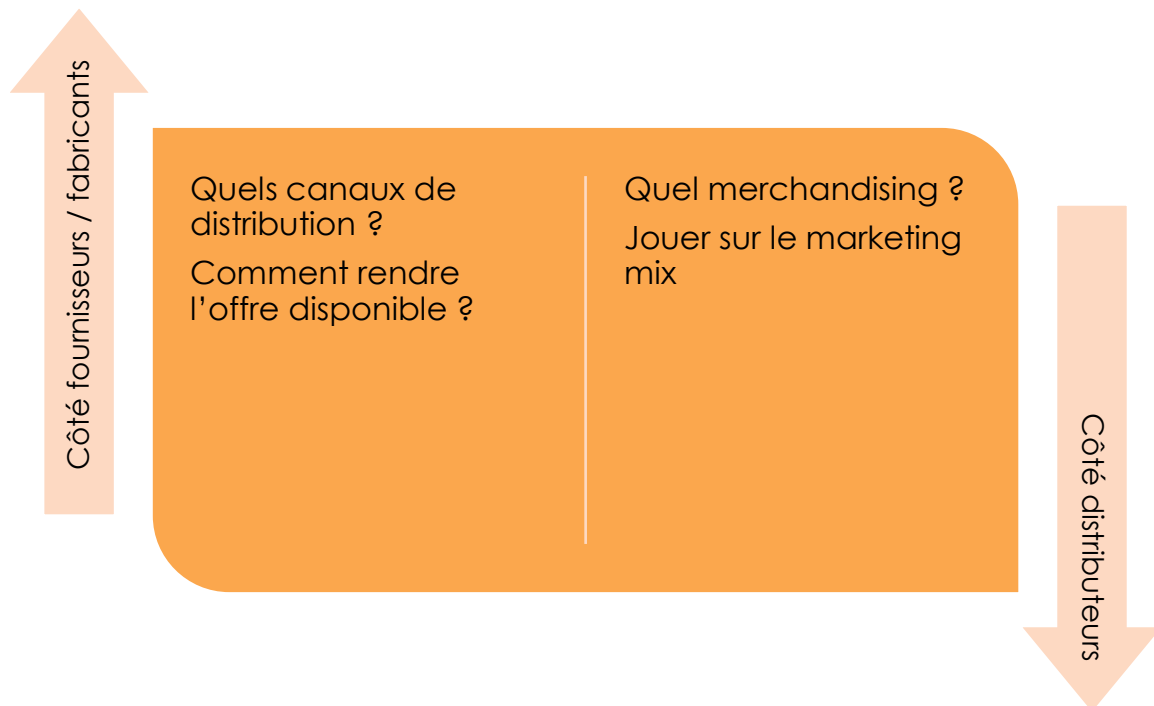 Côté fournisseurs / fabricants
Quels canaux de
distribution ?
Comment rendre
l’offre disponible ?
Quel merchandising ?
Jouer sur le marketing
mix
Côté distributeurs